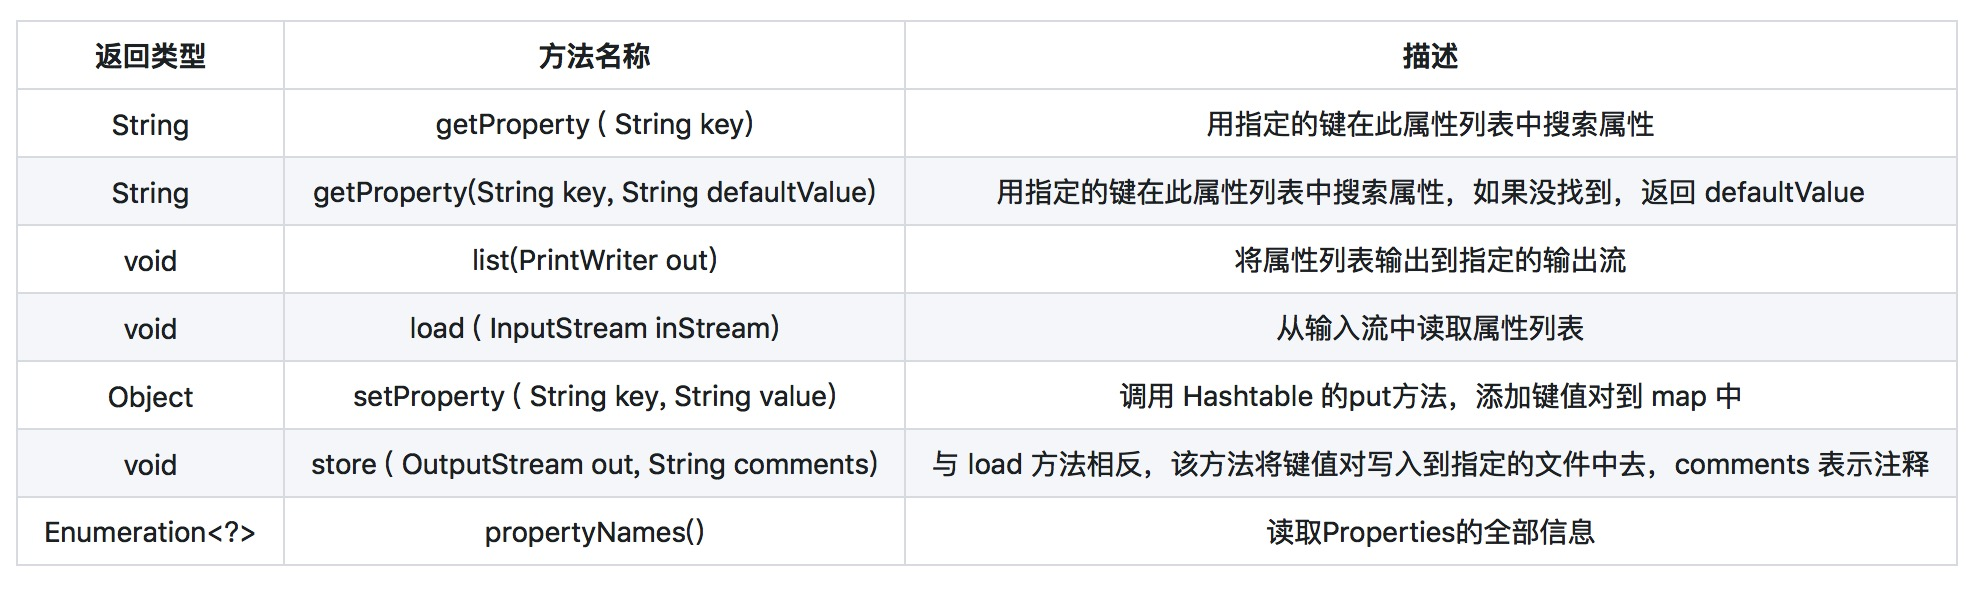 返回类型 方法名称 描述
String getProperty ( String key) 用指定的键在此属性列表中搜索属性
String getProperty(String key, String defaultValue) 用指定的键在此属性列表中搜索属性，如果没找到，返回 defaultValue
void list(PrintWriter out) 将属性列表输出到指定的输出流
void load ( InputStream inStream) 从输入流中读取属性列表
Object setProperty ( String key, String value) 调用 Hashtable 的put方法，添加键值对到 map 中
void store ( OutputStream out, String comments) 与 load 方法相反，该方法将键值对写入到指定的文件中去，comments 表示注释
Enumeration<?> propertyNames() 读取Properties的全部信息